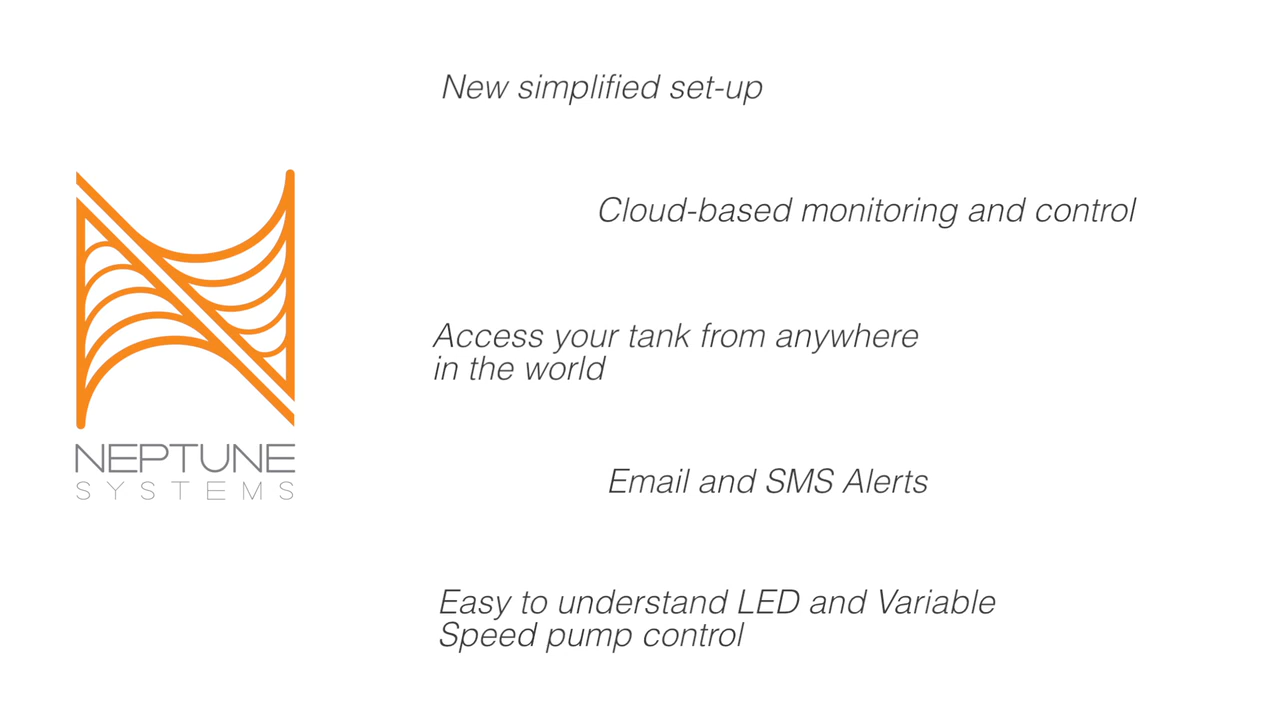 New simplified set-up
Cloud-based monitoring and control
Access your tank from anywhere
in the world
NEPTUNE
SYSTEMS
Email and SMS Alerts
Easy to understand LED and Variable
Speed pump control